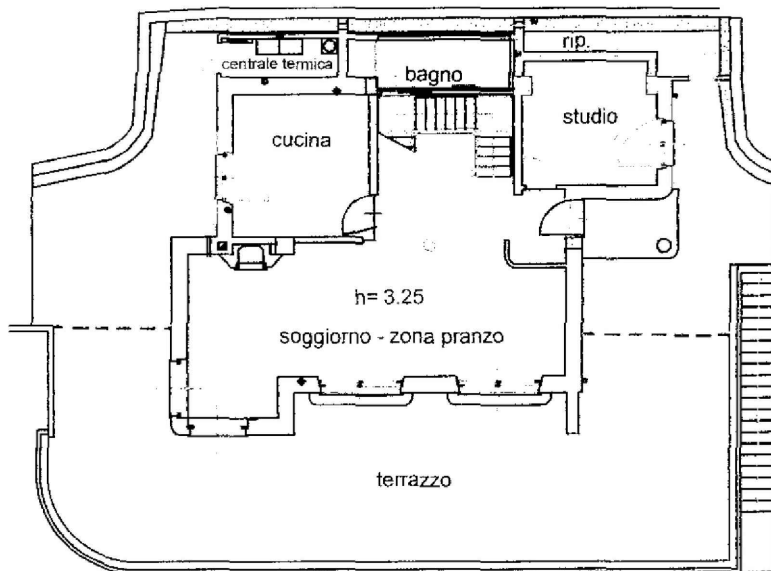 rip.
centrale termica
bagno
studio
cucina
h= 3.25
soggiorno - zona pranzo
terrazzo